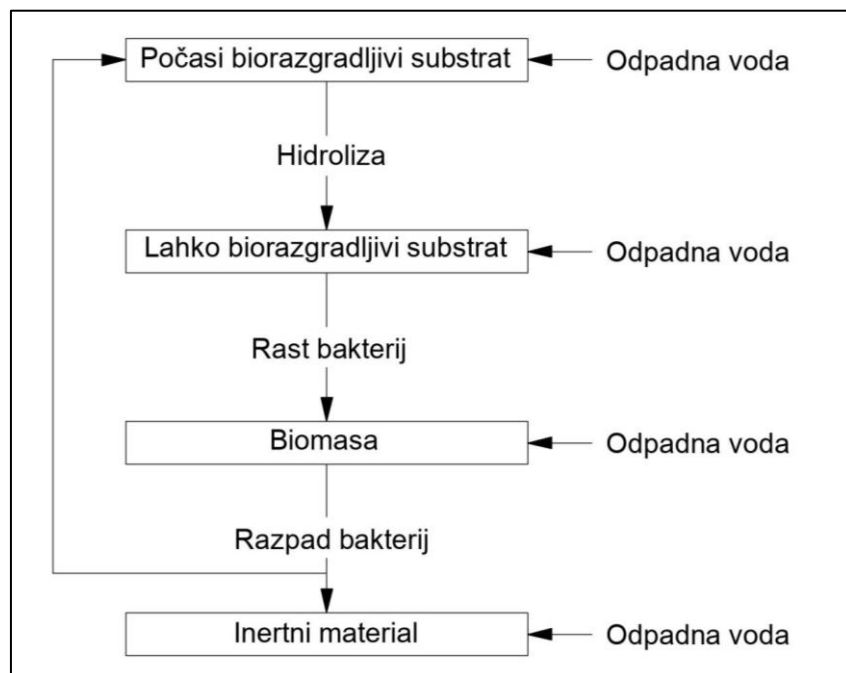 Počasi biorazgradljivi substrat
Odpadna voda
Hidroliza
Lahko biorazgradljivi substrat
Odpadna voda
Rast bakterij
Biomasa
Odpadna voda
Razpad bakterij
Inertni material
Odpadna voda